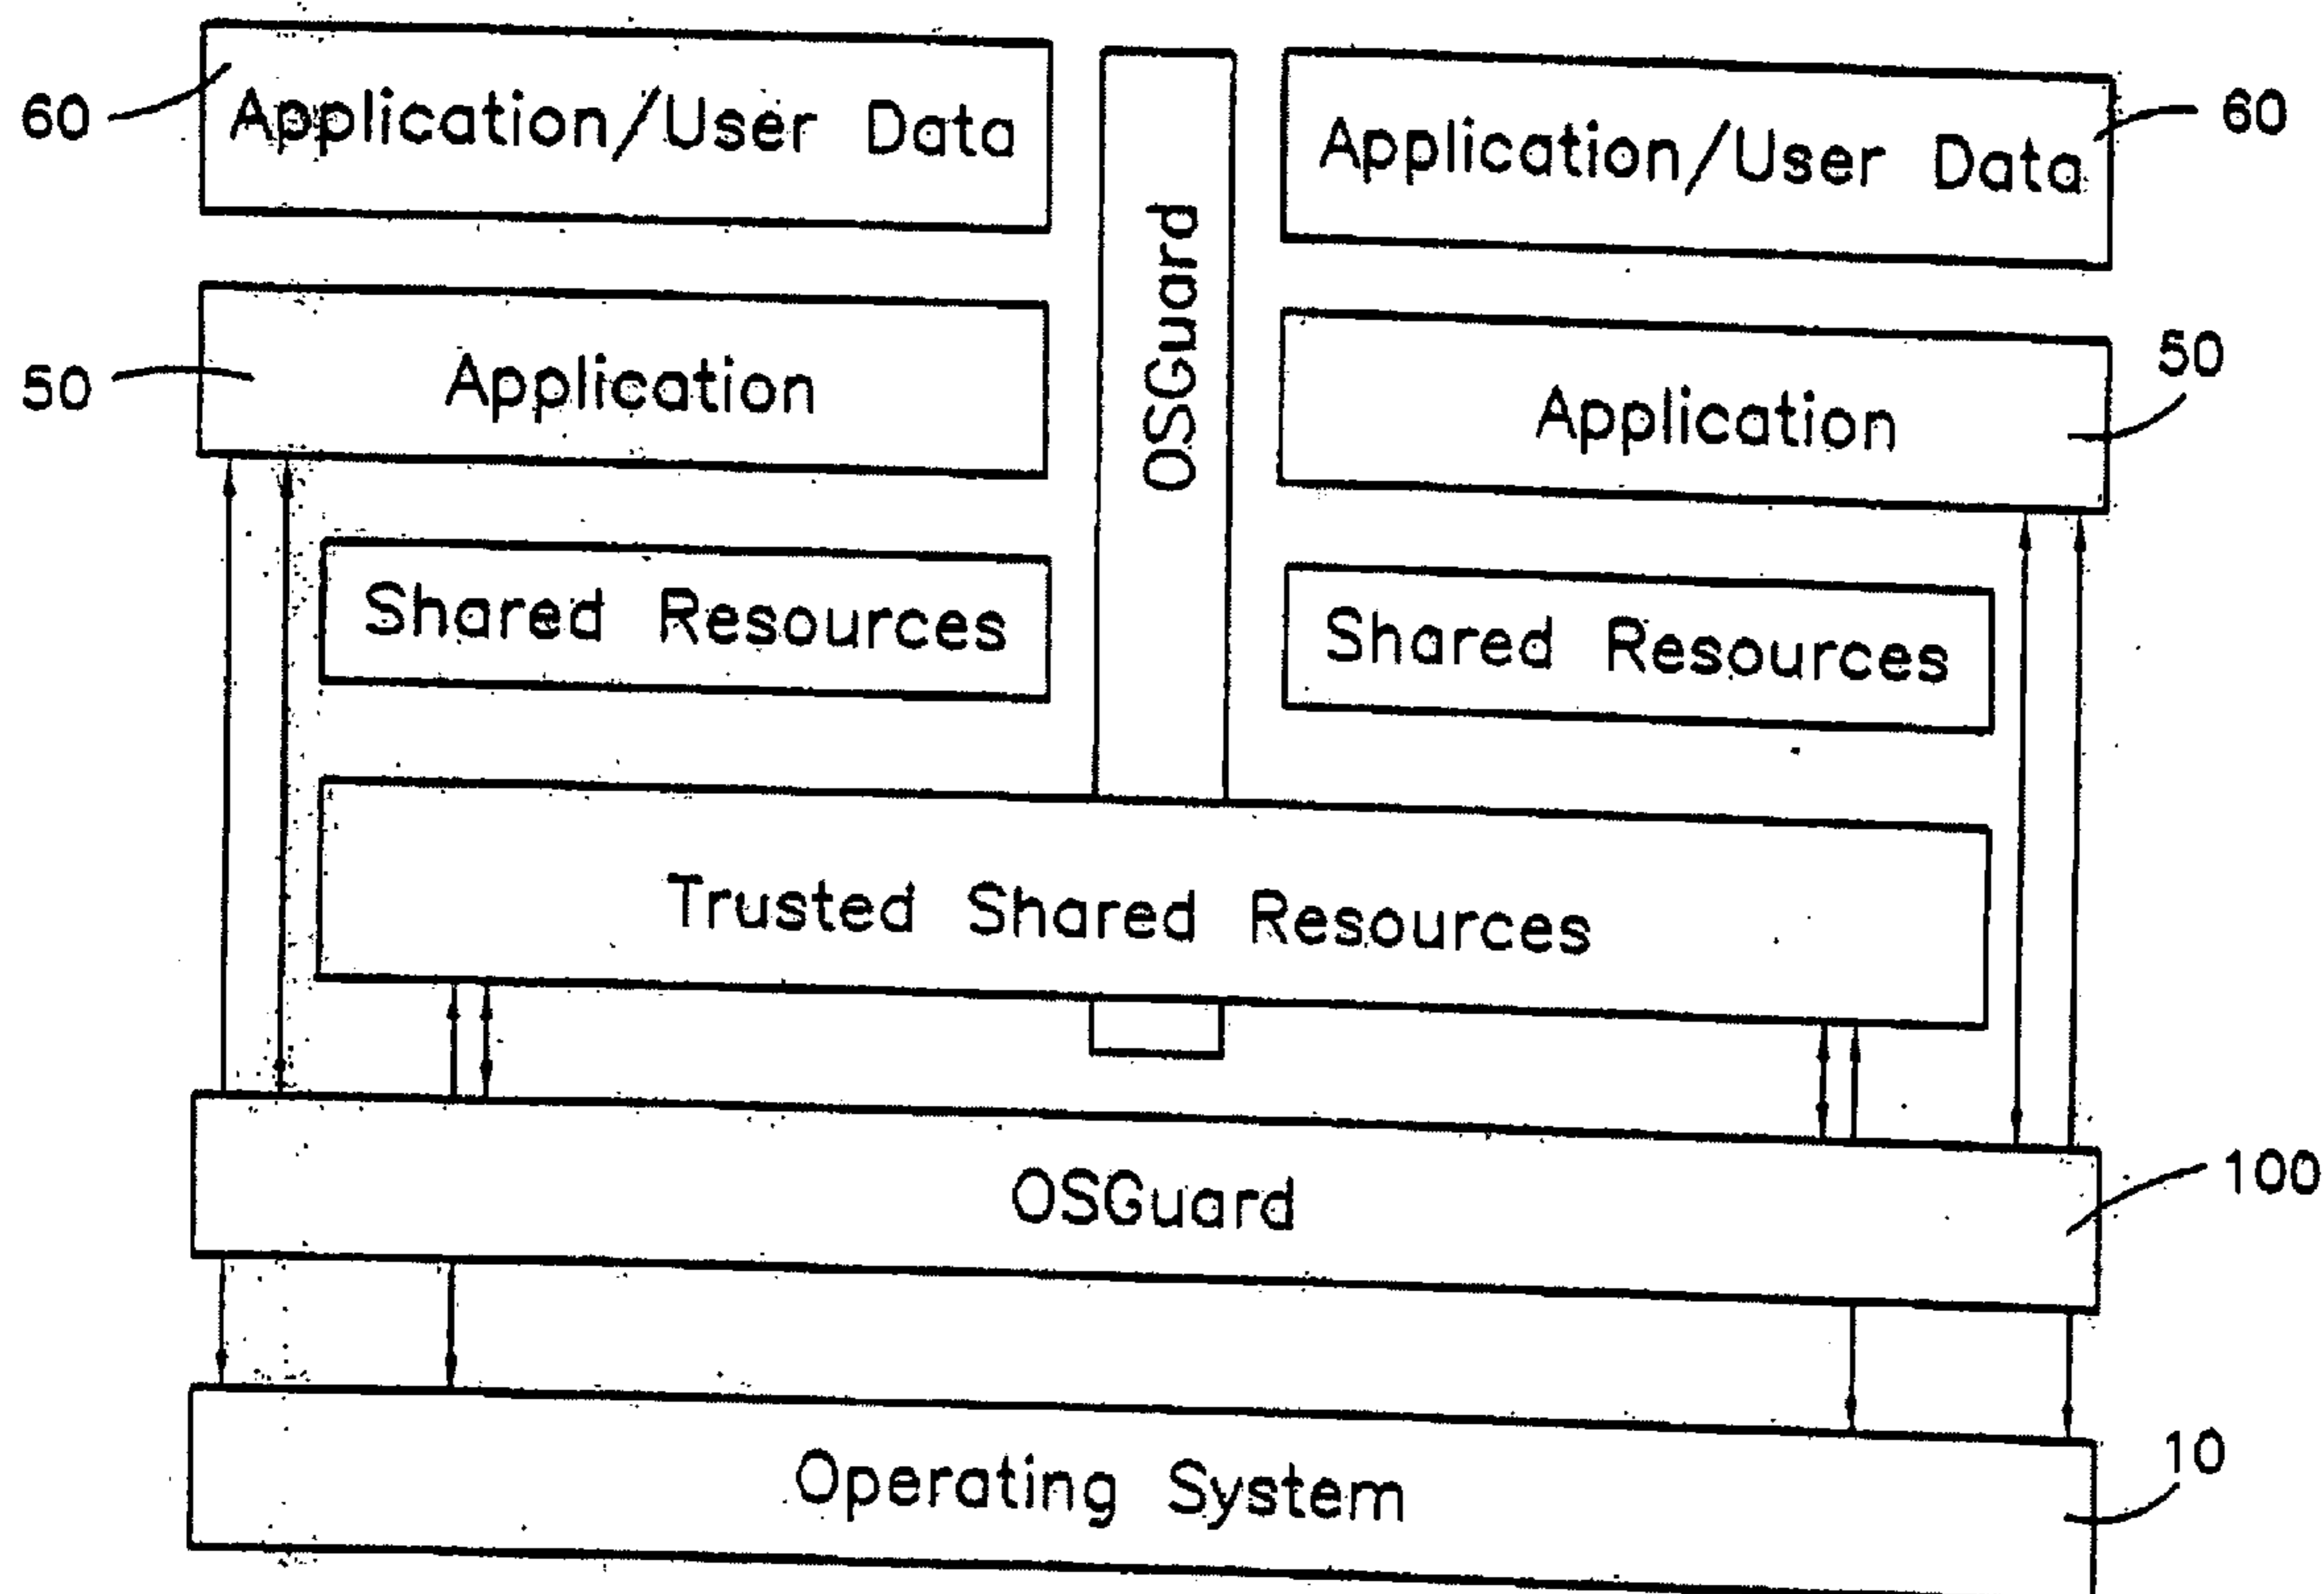 60
Application/User Data
Application/User Data
60
OSGuard
50
Application
Application
50
Shared Resources
Shared Resources
Trusted Shared Resources
OSGuard
100
Operating System
10